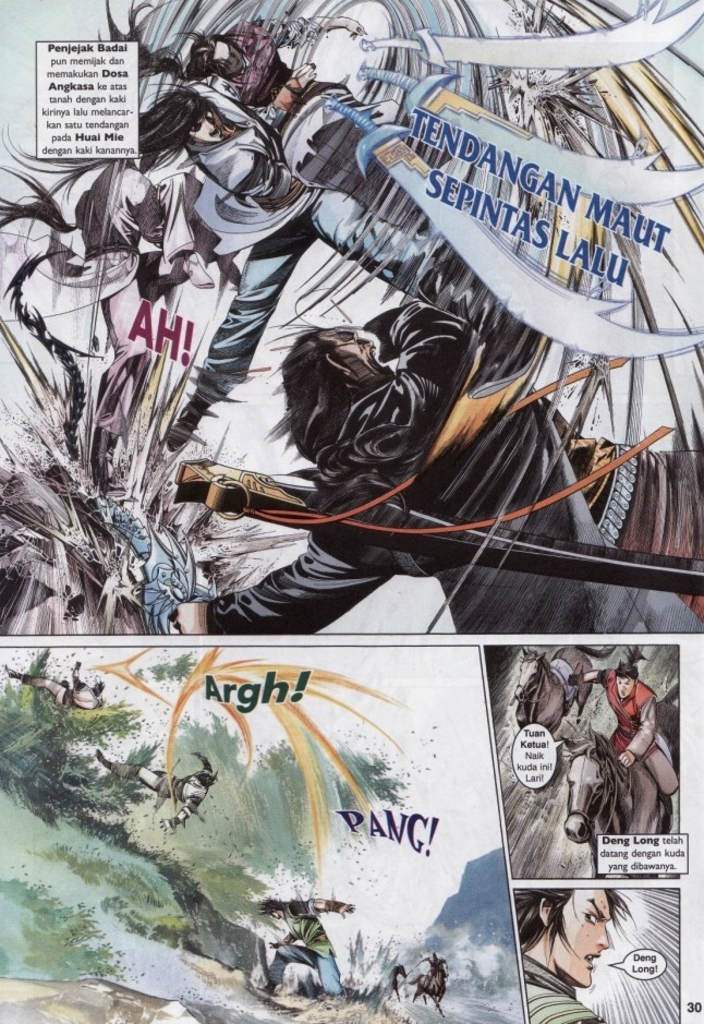 Penjejak Badai
pun memijak dan
memakukan Dosa
Angkasa ke atas
tanah dengan kaki
kirinya lalu melancar-
kan satu tendangan
pada Huai Mie
dengan kaki kanannya.
TENDANGAN MAUT
SEPINTAS LALU
AH!
Argh!
PANG!
Tuan
Ketua!
Naik
kuda ini!
Lari!
Deng Long telah
datang dengan kuda
yang dibawanya.
Deng
Long!
30